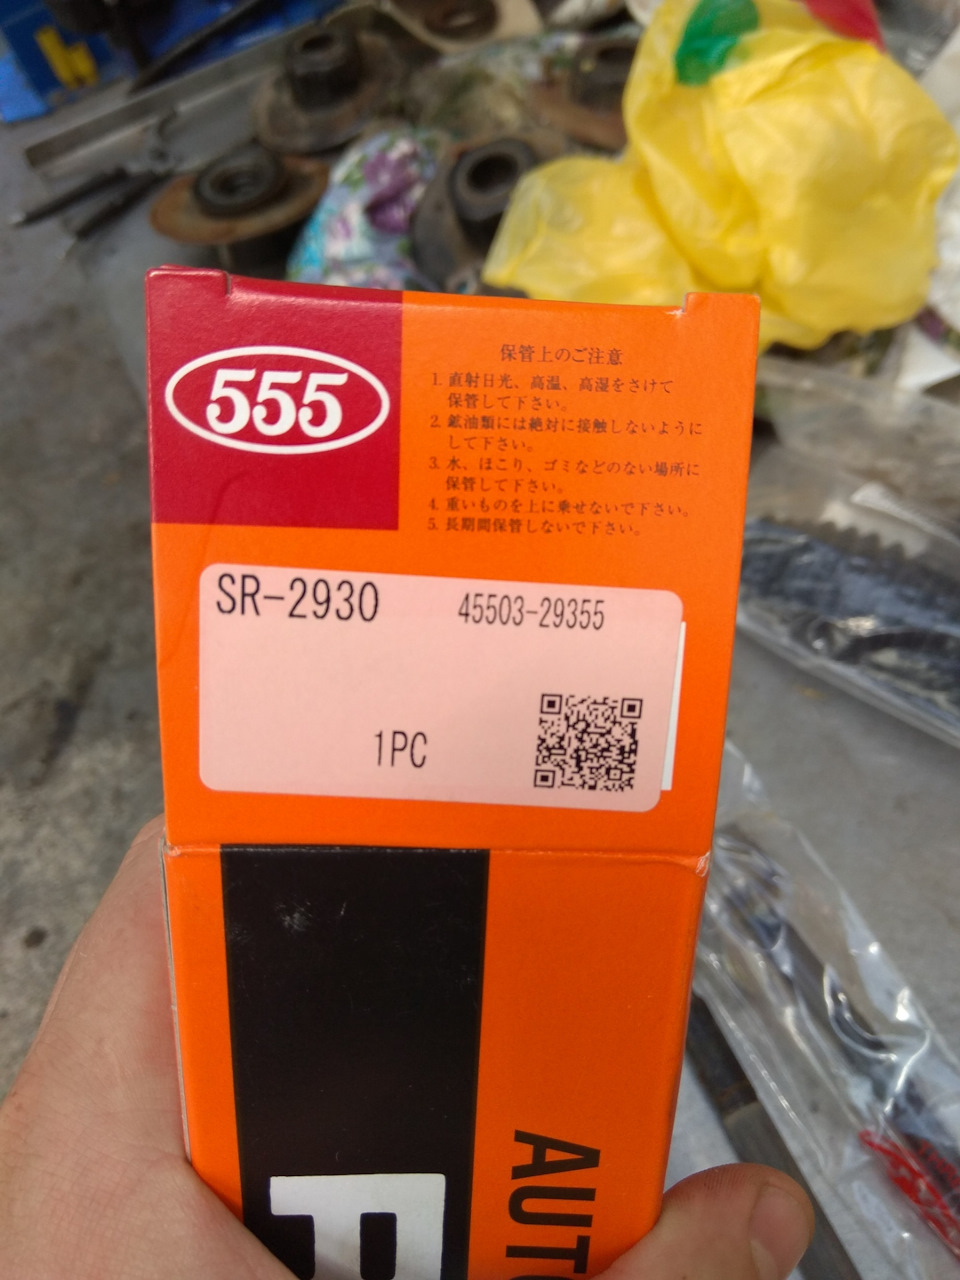 555
保管上のご注意
1. 直射日光、高温、高湿をさけて
保管して下さい。
2. 鉱油類には絶対に接触しないように
して下さい。
3. 水、ほこり、ゴミなどのない場所に
保管して下さい。
4. 重いものを上に乗せないで下さい。
5. 長期間保管しないで下さい。
SR-2930
45503-29355
1PC
AUTO